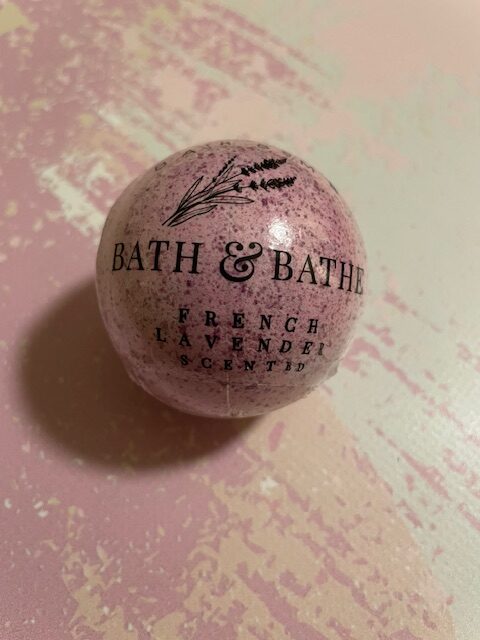 BATH & BATHE
FRENCH
LAVENDER
SCENTED